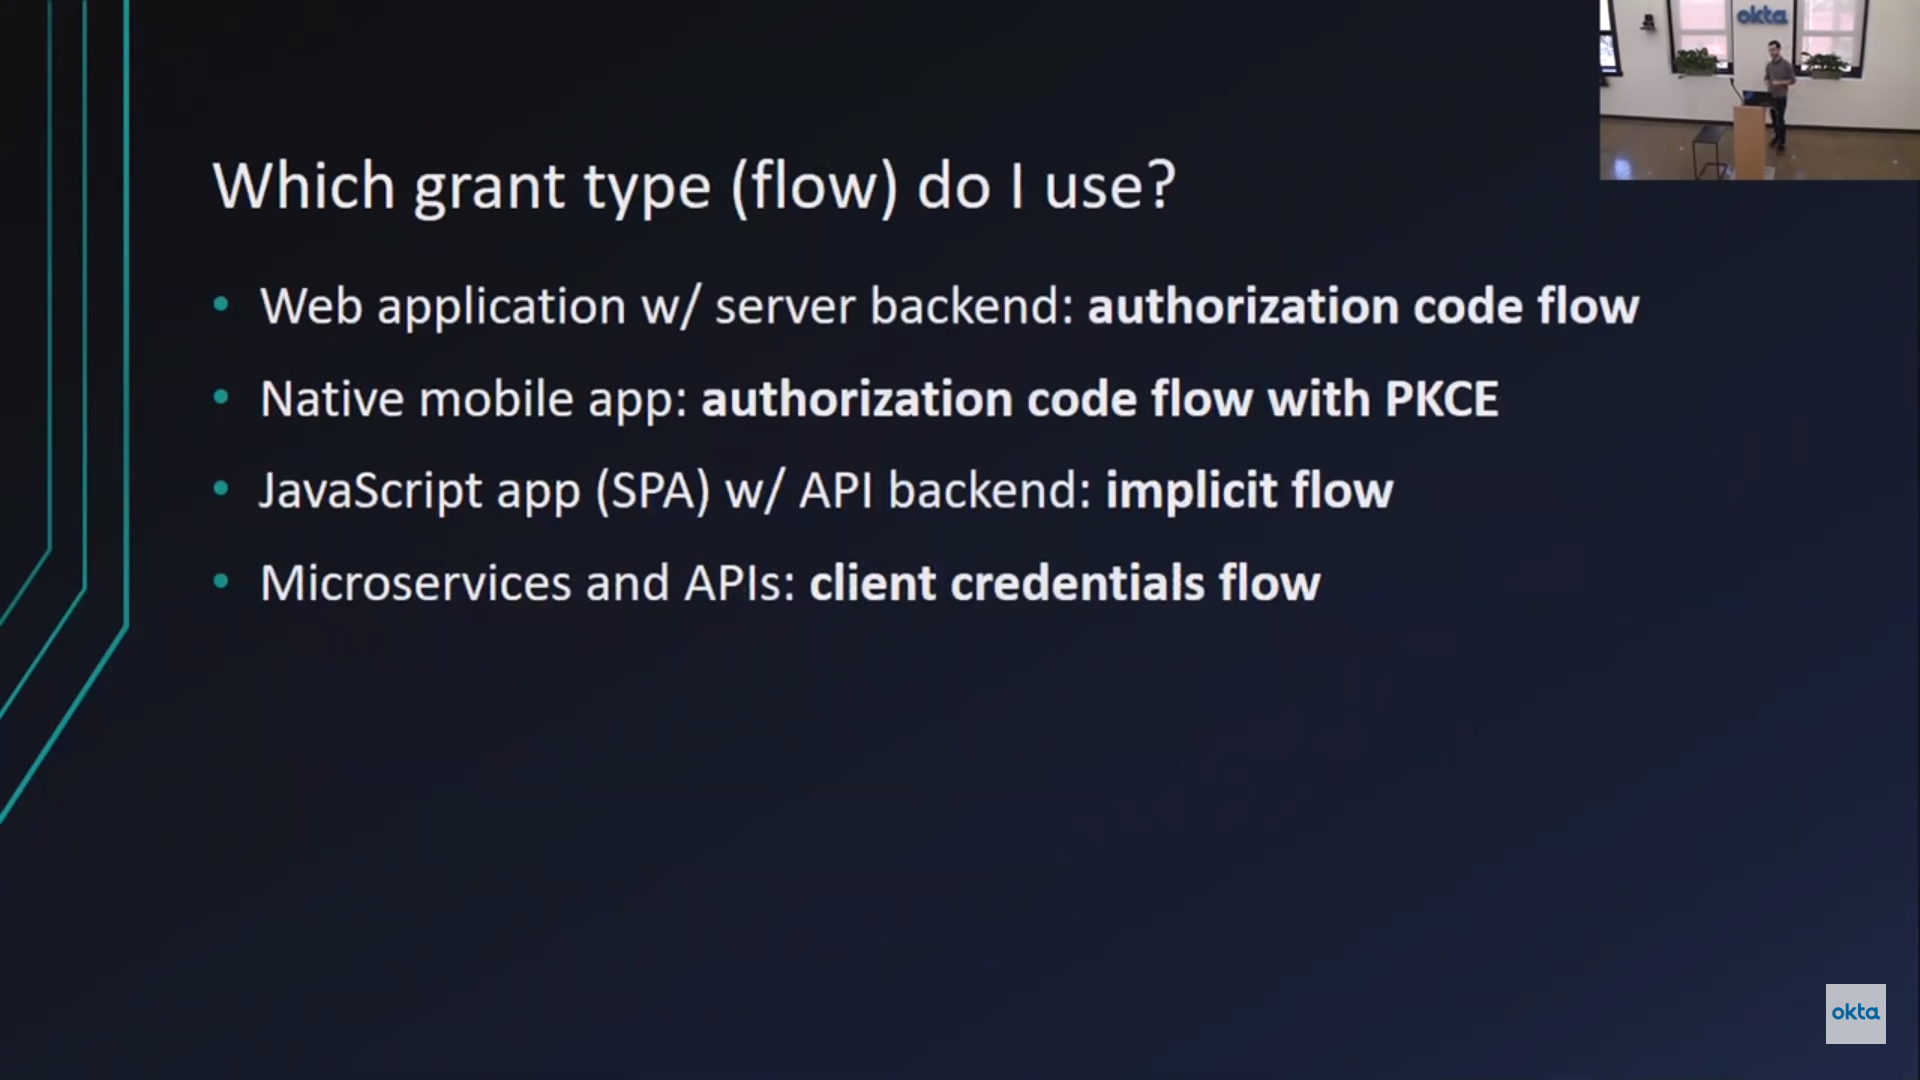 okta
Which grant type (flow) do I use?
• Web application w/ server backend: authorization code flow
• Native mobile app: authorization code flow with PKCE
• JavaScript app (SPA) w/ API backend: implicit flow
• Microservices and APIs: client credentials flow
okta